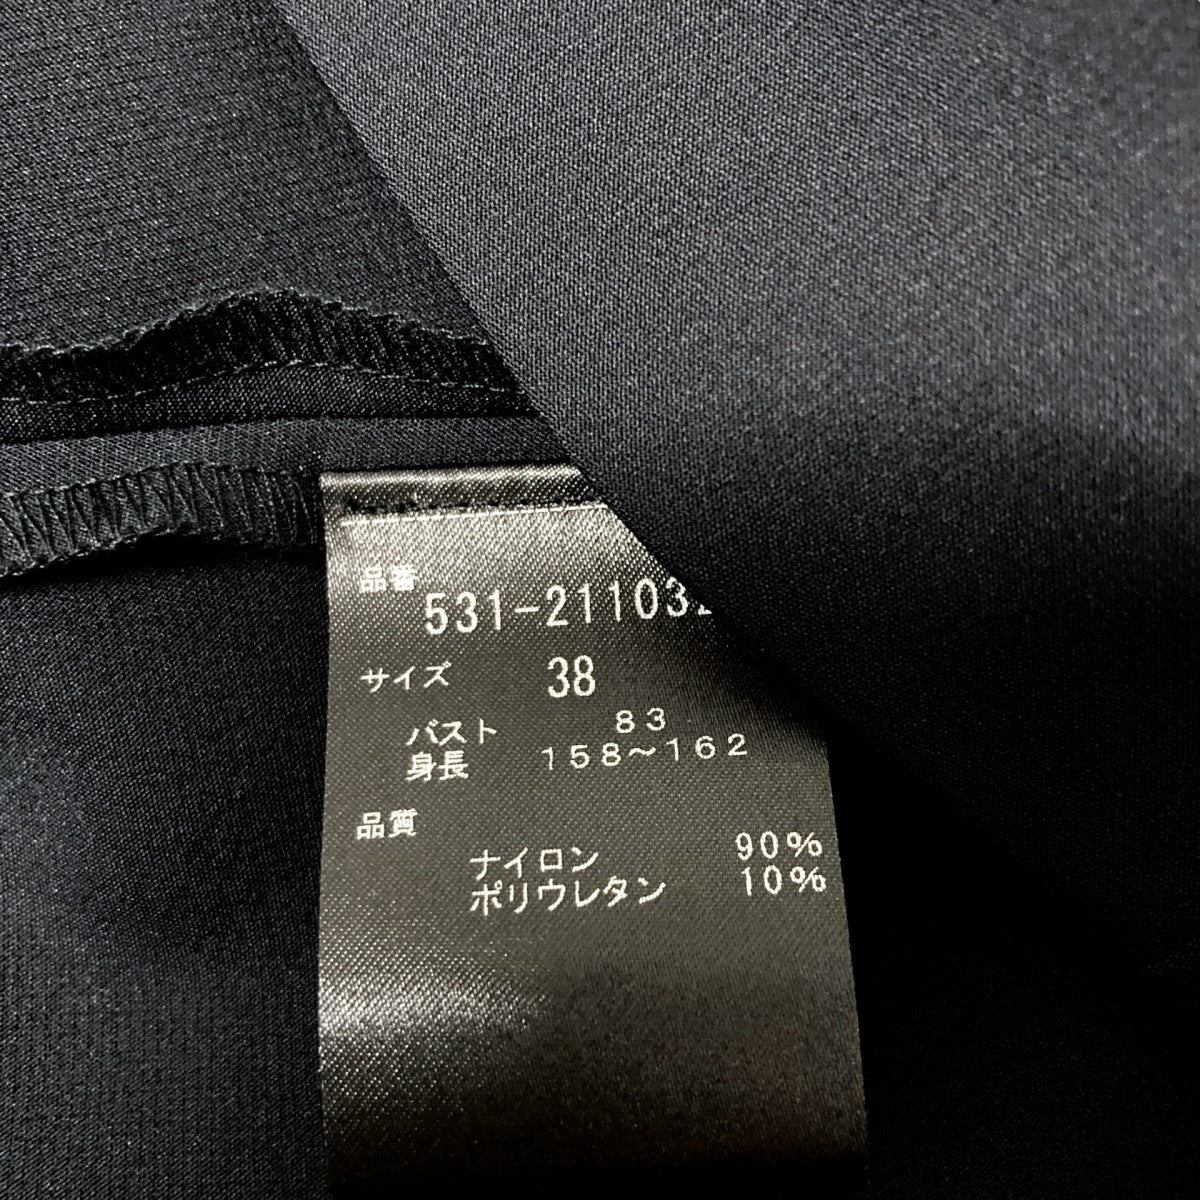 品番
531-21103
サイズ 38
バスト 83
身長 158~162
品質
ナイロン 90%
ポリウレタン 10%